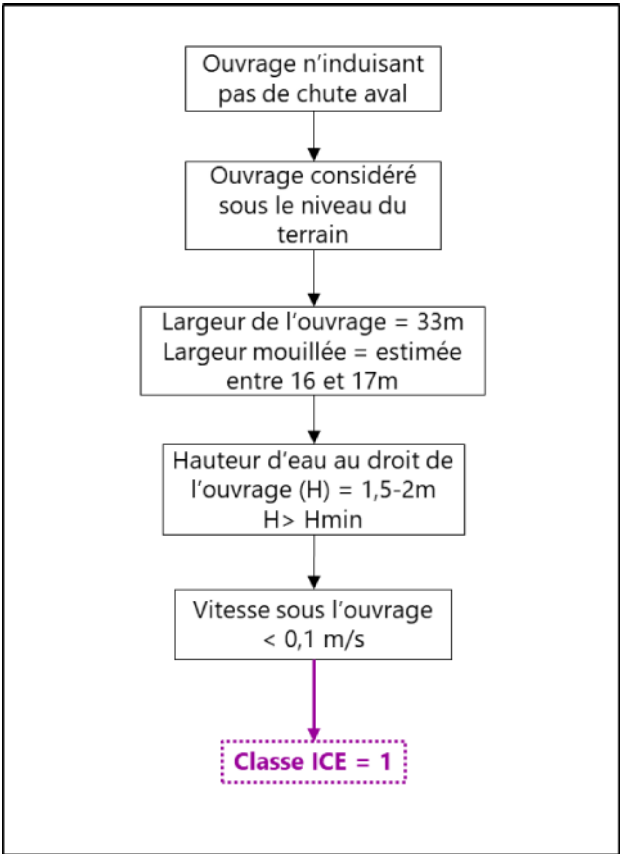 Ouvrage n'induisant
pas de chute aval
Ouvrage considéré
sous le niveau du
terrain
Largeur de l'ouvrage = 33m
Largeur mouillée = estimée
entre 16 et 17m
Hauteur d'eau au droit de
l'ouvrage (H) = 1,5-2m
H> Hmin
Vitesse sous l'ouvrage
< 0,1 m/s
Classe ICE = 1